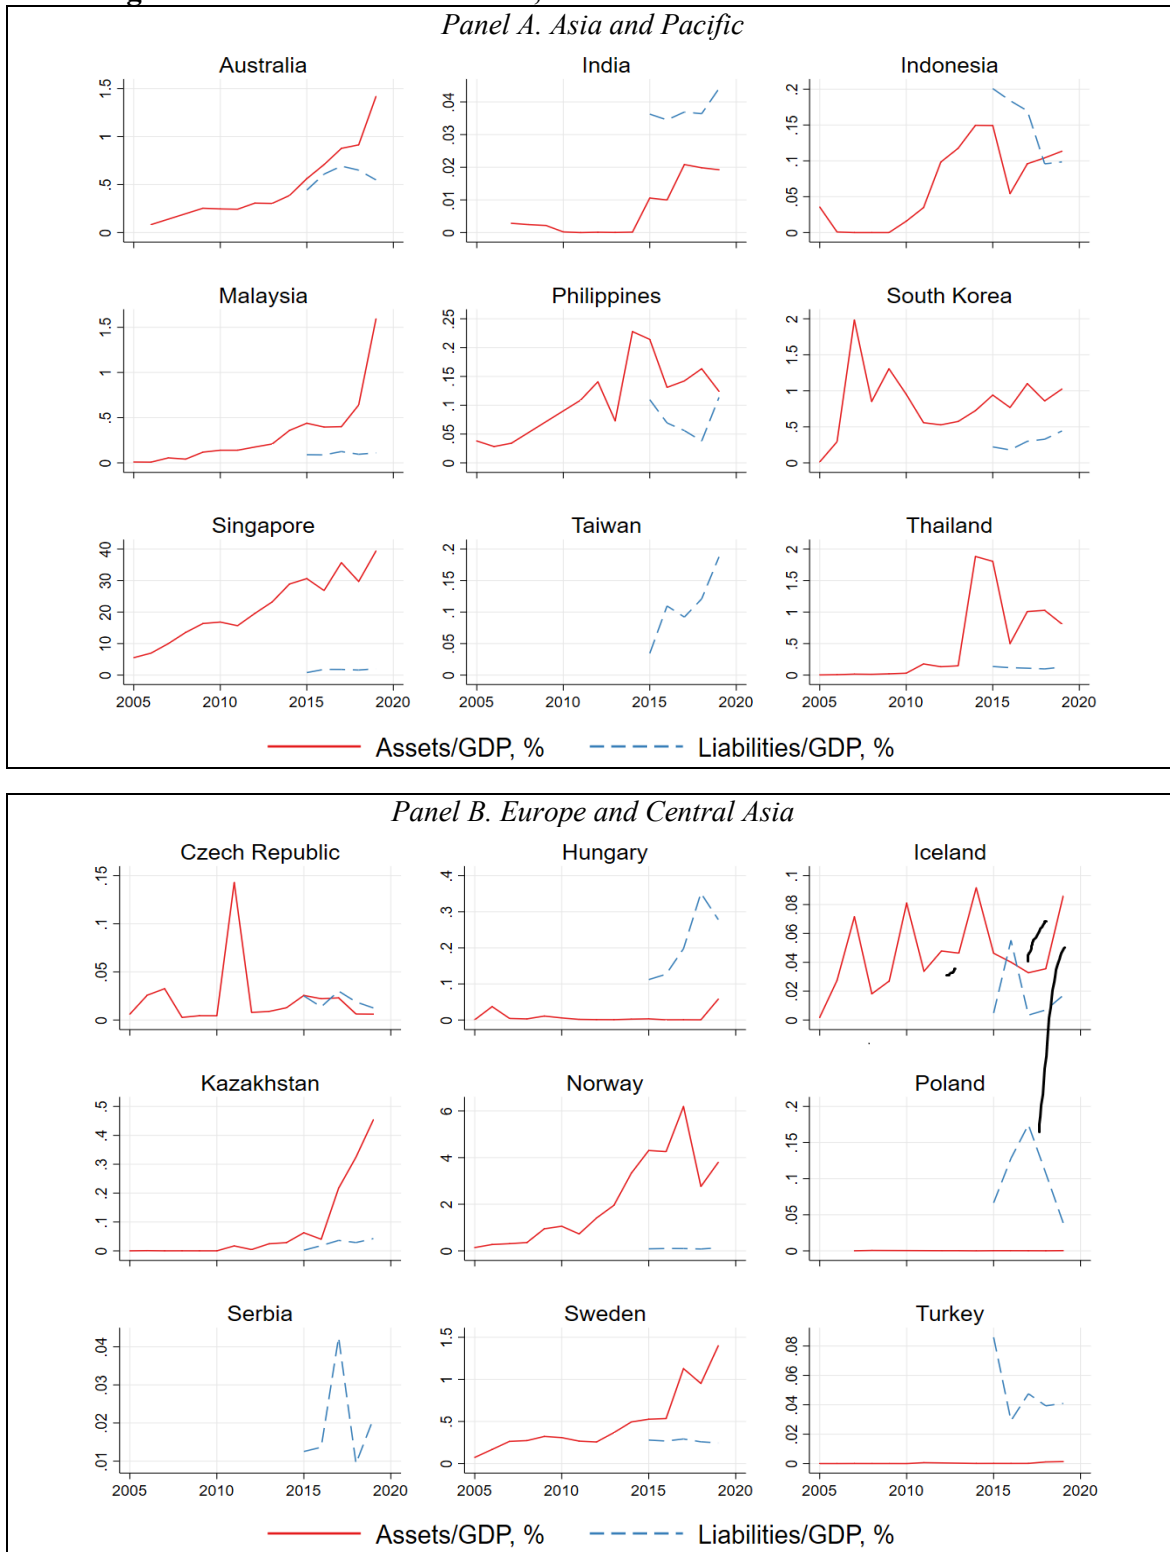 Panel A. Asia and Pacific
Australia India Indonesia
0 .5 1 1.5
0 .01 .02 .03 .04
0 .05 .1 .15 .2
Malaysia Philippines South Korea
0 .5 1 1.5
0 .05 .1 .15 .2 .25
0 .5 1 1.5 2
Singapore Taiwan Thailand
0 10 20 30 40
0 .05 .1 .15 .2
0 .5 1 1.5 2
2005 2010 2015 2020 2005 2010 2015 2020 2005 2010 2015 2020
Assets/GDP, % Liabilities/GDP, %
Panel B. Europe and Central Asia
Czech Republic Hungary Iceland
0 .05 .1 .15
0 .1 .2 .3 .4
0 .02 .04 .06 .08 .1
Kazakhstan Norway Poland
0 .1 .2 .3 .4 .5
0 2 4 6
0 .05 .1 .15 .2
Serbia Sweden Turkey
.01 .02 .03 .04
0 .5 1 1.5
0 .02 .04 .06 .08
2005 2010 2015 2020 2005 2010 2015 2020 2005 2010 2015 2020
Assets/GDP, % Liabilities/GDP, %